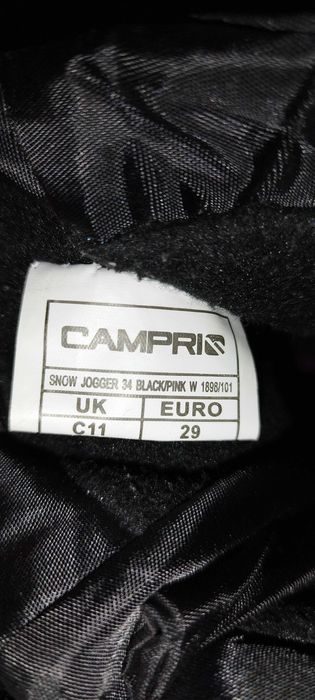 CAMPRI
SNOW JOGGER 34 BLACK/PINK W 1898/101
UK EURO
C11 29